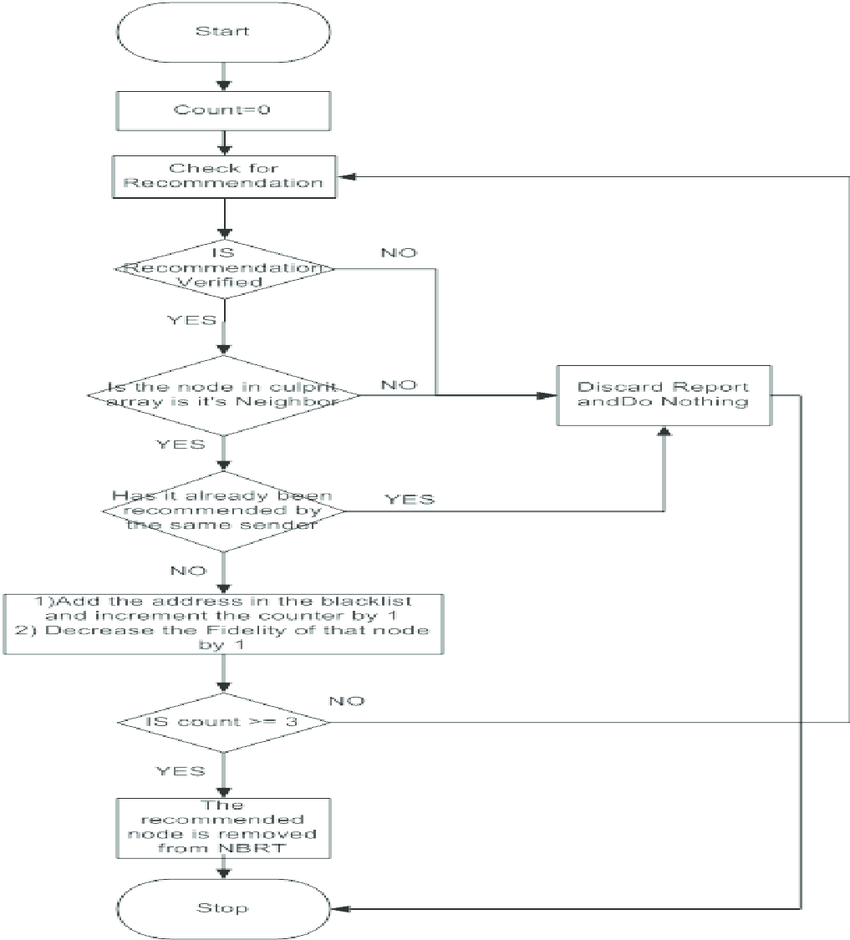 Start
Count=0
Check for
Recommendation
IS
Recommendation
Verified
NO
YES
Is the node in culprit
array is it's Neighbor
NO
Discard Report
andDo Nothing
YES
Has it already been
recommended by
the same sender
YES
NO
1)Add the address in the blacklist
and increment the counter by 1
2) Decrease the Fidelity of that node
by 1
IS count >= 3
NO
YES
The
recommended
node is removed
from NBRT
Stop